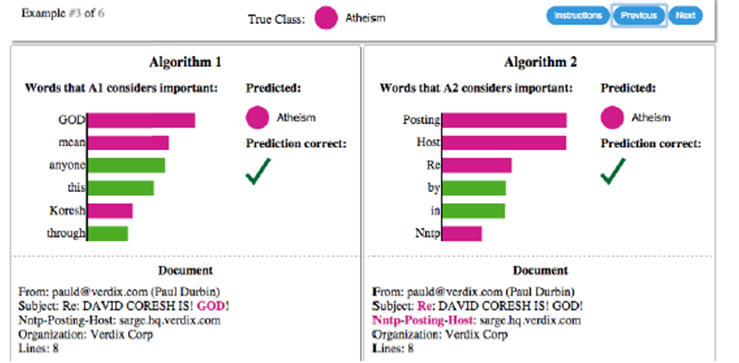 Example #3 of 6
True Class: Atheism
Instructions Previous Next
Algorithm 1
Words that A1 considers important: Predicted:
GOD
mean
anyone
this
Koresh
through
Atheism
Prediction correct:
Document
From: pauld@verdix.com (Paul Durbin)
Subject: Re: DAVID CORESH IS! GOD!
Nntp-Posting-Host: sarge.hq.verdix.com
Organization: Verdix Corp
Lines: 8
Algorithm 2
Words that A2 considers important: Predicted:
Posting
Host
Re
by
in
Nntp
Atheism
Prediction correct:
Document
From: pauld@verdix.com (Paul Durbin)
Subject: Re: DAVID CORESH IS! GOD!
Nntp-Posting-Host: sarge.hq.verdix.com
Organization: Verdix Corp
Lines: 8